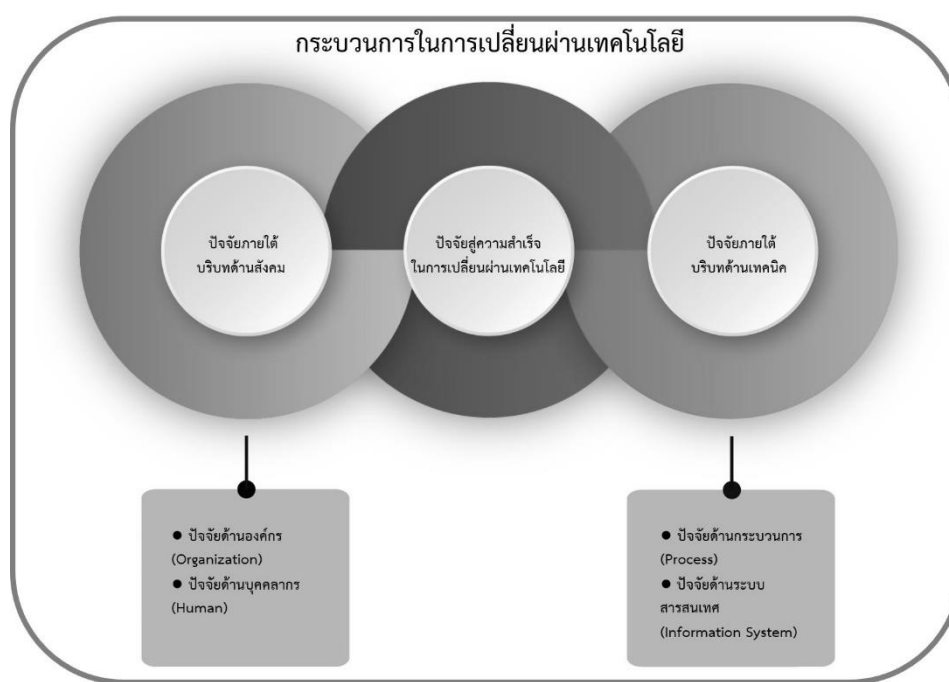 กระบวนการในการเปลี่ยนผ่านเทคโนโลยี
ปัจจัยภายใต้
บริบทด้านสังคม
ปัจจัยสู่ความสำเร็จ
ในการเปลี่ยนผ่านเทคโนโลยี
ปัจจัยภายใต้
บริบทด้านเทคนิค
● ปัจจัยด้านองค์กร
(Organization)
● ปัจจัยด้านบุคคลากร
(Human)
● ปัจจัยด้านกระบวนการ
(Process)
● ปัจจัยด้านระบบ
สารสนเทศ
(Information System)